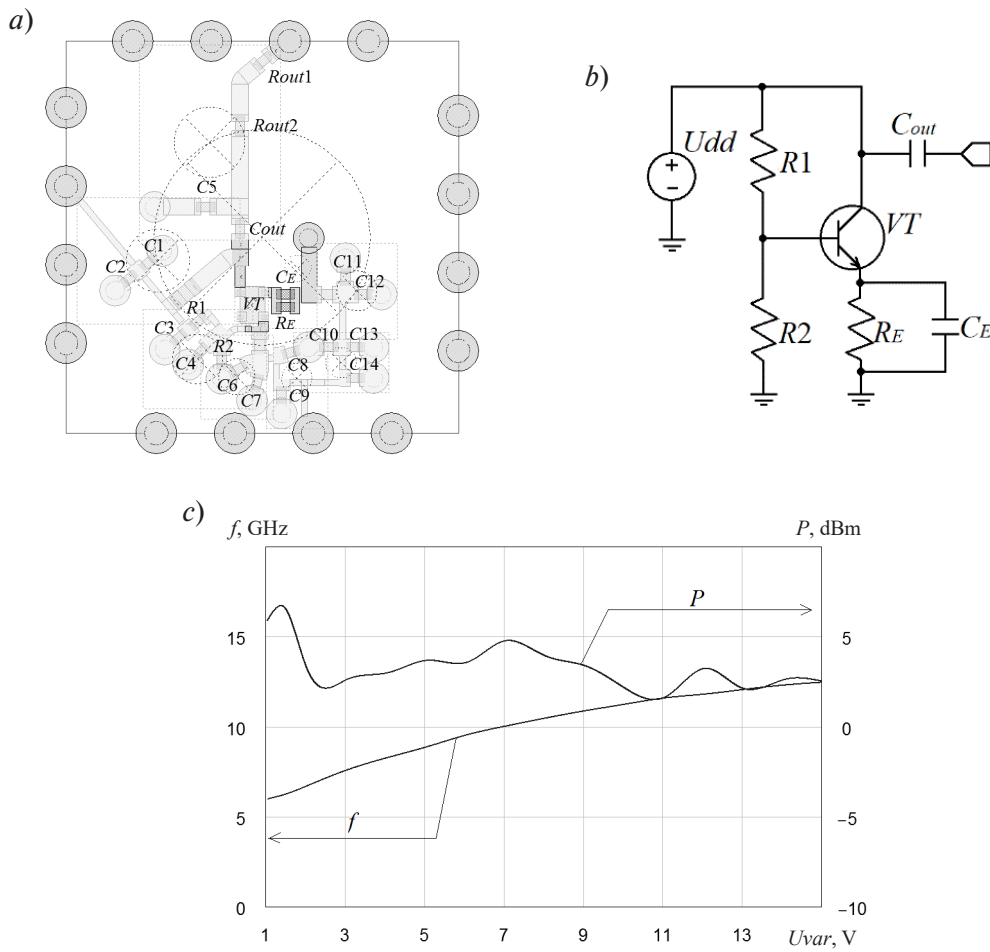 a)
Rout1
Rout2
C5
Cout
C1
C2
C11
CE
C12
R1
VT
RE
C3
R2
C10
C13
C4
C8
C14
C6
C7
C9
b)
Udd
R1
Cout
VT
R2
RE
CE
c)
f, GHz
P, dBm
P
15
5
10
0
f
5
−5
0
−10
1 3 5 7 9 11 13
Uvar, V